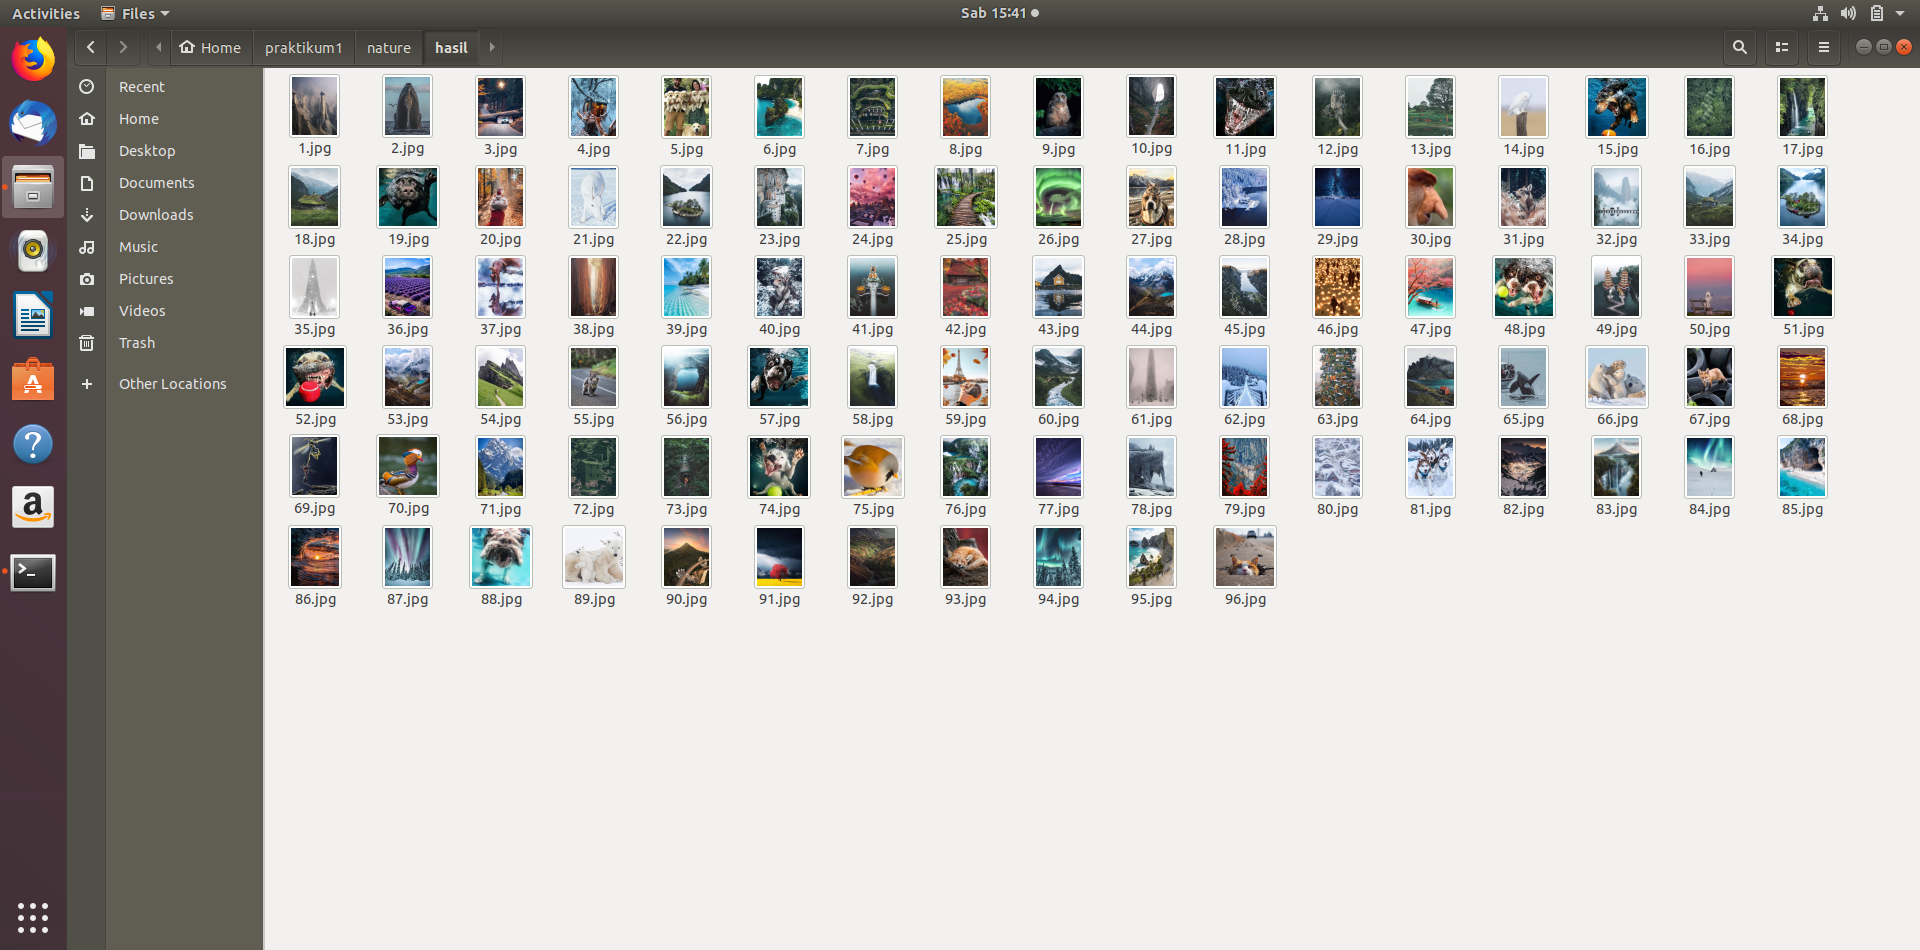 Activities Files Sab 15:41
Home praktikum1 nature hasil
Recent
Home
Desktop
Documents
Downloads
Music
Pictures
Videos
Trash
Other Locations
1.jpg 2.jpg 3.jpg 4.jpg 5.jpg 6.jpg 7.jpg 8.jpg 9.jpg 10.jpg 11.jpg 12.jpg 13.jpg 14.jpg 15.jpg 16.jpg 17.jpg
18.jpg 19.jpg 20.jpg 21.jpg 22.jpg 23.jpg 24.jpg 25.jpg 26.jpg 27.jpg 28.jpg 29.jpg 30.jpg 31.jpg 32.jpg 33.jpg 34.jpg
35.jpg 36.jpg 37.jpg 38.jpg 39.jpg 40.jpg 41.jpg 42.jpg 43.jpg 44.jpg 45.jpg 46.jpg 47.jpg 48.jpg 49.jpg 50.jpg 51.jpg
52.jpg 53.jpg 54.jpg 55.jpg 56.jpg 57.jpg 58.jpg 59.jpg 60.jpg 61.jpg 62.jpg 63.jpg 64.jpg 65.jpg 66.jpg 67.jpg 68.jpg
69.jpg 70.jpg 71.jpg 72.jpg 73.jpg 74.jpg 75.jpg 76.jpg 77.jpg 78.jpg 79.jpg 80.jpg 81.jpg 82.jpg 83.jpg 84.jpg 85.jpg
86.jpg 87.jpg 88.jpg 89.jpg 90.jpg 91.jpg 92.jpg 93.jpg 94.jpg 95.jpg 96.jpg